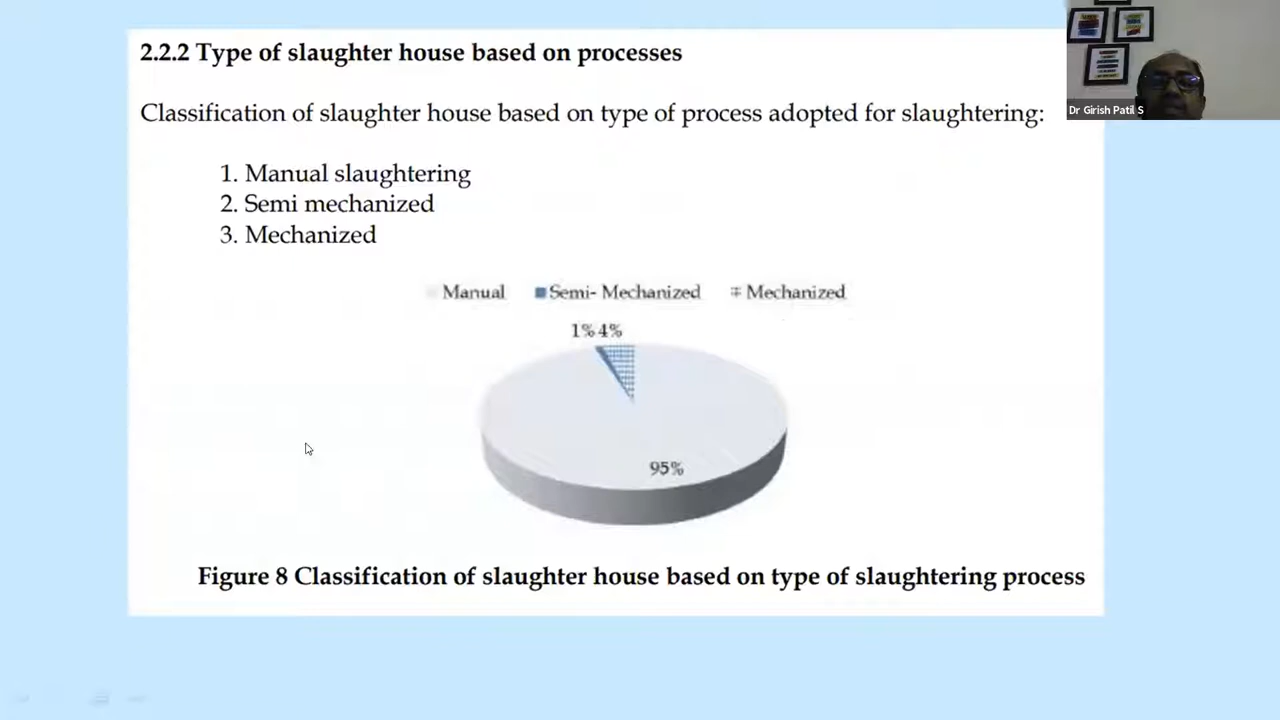 2.2.2 Type of slaughter house based on processes
Classification of slaughter house based on type of process adopted for slaughtering:
1. Manual slaughtering
2. Semi mechanized
3. Mechanized
Manual Semi- Mechanized Mechanized
1% 4%
95%
Figure 8 Classification of slaughter house based on type of slaughtering process
Dr Girish Patil S